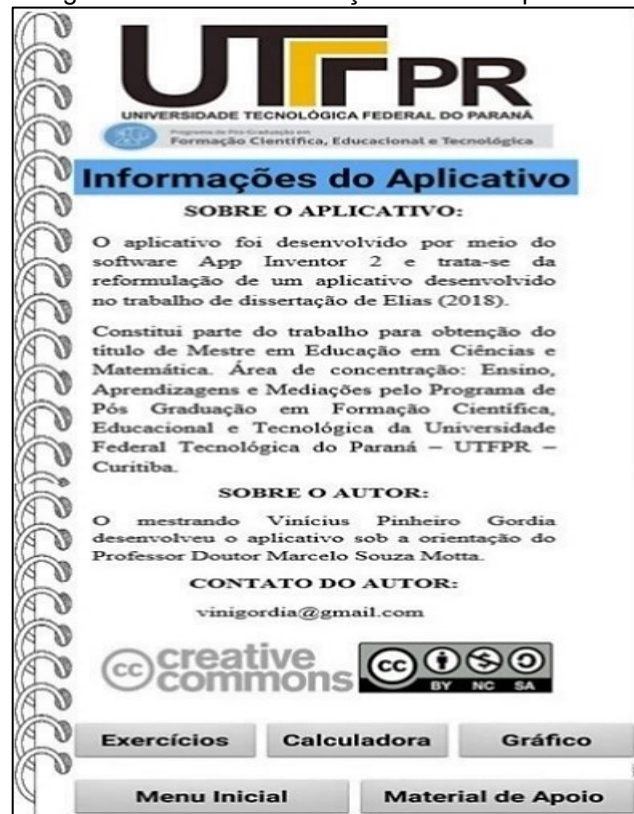 UTFPR
UNIVERSIDADE TECNOLÓGICA FEDERAL DO PARANÁ
Programa de Pós-Graduação em
Formação Científica, Educacional e Tecnológica
Informações do Aplicativo
SOBRE O APLICATIVO:
O aplicativo foi desenvolvido por meio do
software App Inventor 2 e trata-se da
reformulação de um aplicativo desenvolvido
no trabalho de dissertação de Elias (2018).
Constitui parte do trabalho para obtenção do
título de Mestre em Educação em Ciências e
Matemática. Área de concentração: Ensino,
Aprendizagens e Mediações pelo Programa de
Pós Graduação em Formação Científica,
Educacional e Tecnológica da Universidade
Federal Tecnológica do Paraná – UTFPR –
Curitiba.
SOBRE O AUTOR:
O mestrando Vinícius Pinheiro Gordia
desenvolveu o aplicativo sob a orientação do
Professor Doutor Marcelo Souza Motta.
CONTATO DO AUTOR:
vinigordia@gmail.com
cc creative commons cc BY NC SA
Exercícios Calculadora Gráfico
Menu Inicial Material de Apoio